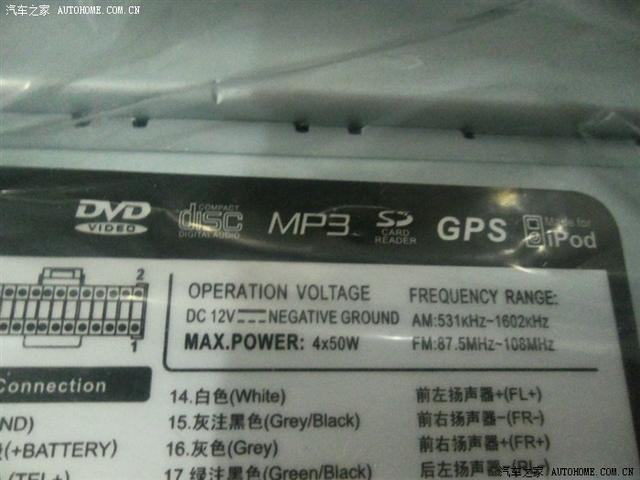 汽车之家 AUTOHOME.COM.CN
DVD VIDEO COMPACT disc DIGITAL AUDIO MP3 SD CARD READER GPS Made for iPod
2
1
OPERATION VOLTAGE
DC 12V NEGATIVE GROUND
MAX.POWER: 4x50W
FREQUENCY RANGE:
AM:531KHz~1602KHz
FM:87.5MHz~108MHz
Connection
ND)
(+BATTERY)
(TEL+)
14.白色(White)
15.灰注黑色(Grey/Black)
16.灰色(Grey)
17.绿注黑色(Green/Black)
前左扬声器+(FL+)
前右扬声器-(FR-)
前右扬声器+(FR+)
后左扬声器-(RL-)
汽车之家 AUTOHOME.COM.CN